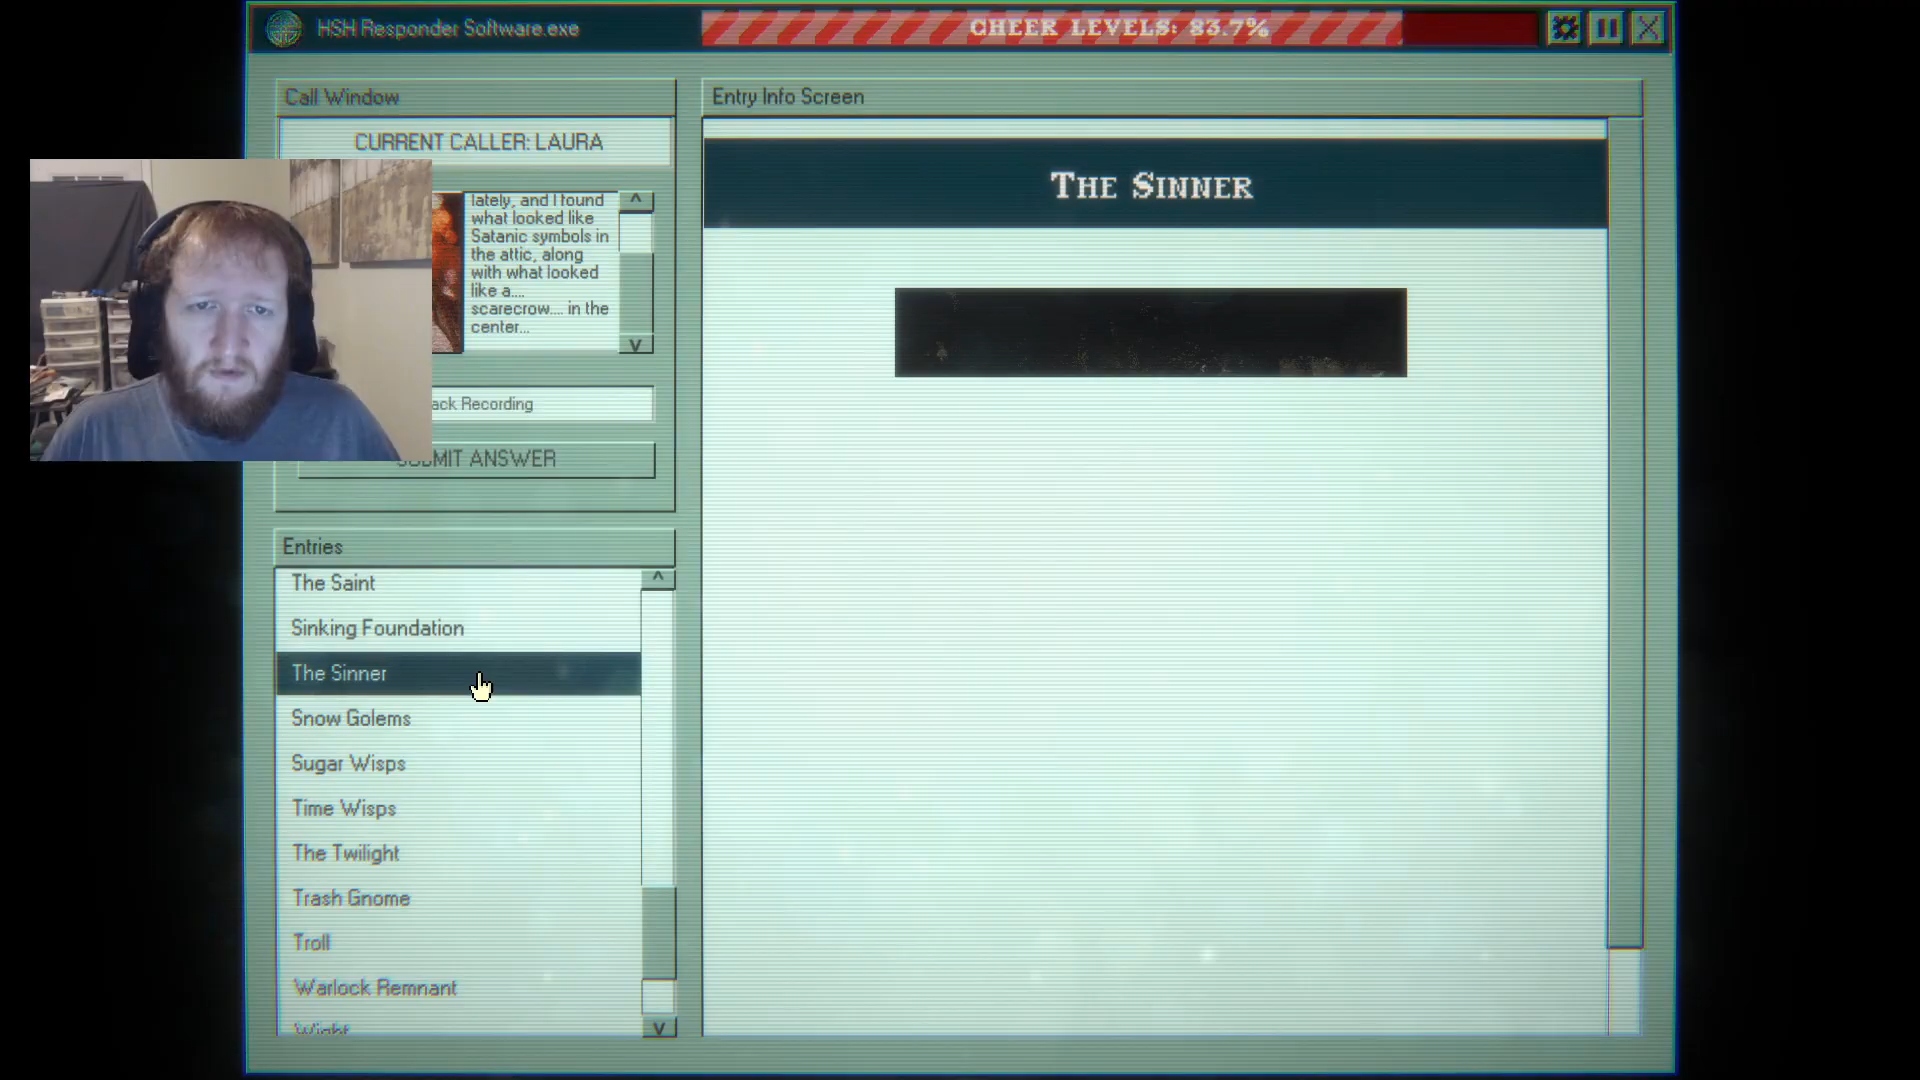 HSH Responder Software.exe
CHEER LEVELS: 83.7%
Call Window
CURRENT CALLER: LAURA
lately, and I found
what looked like
Satanic symbols in
the attic, along
with what looked
like a....
scarecrow.... in the
center...
ack Recording
SUBMIT ANSWER
Entries
The Saint
Sinking Foundation
The Sinner
Snow Golems
Sugar Wisps
Time Wisps
The Twilight
Trash Gnome
Troll
Warlock Remnant
Wight
Entry Info Screen
THE SINNER